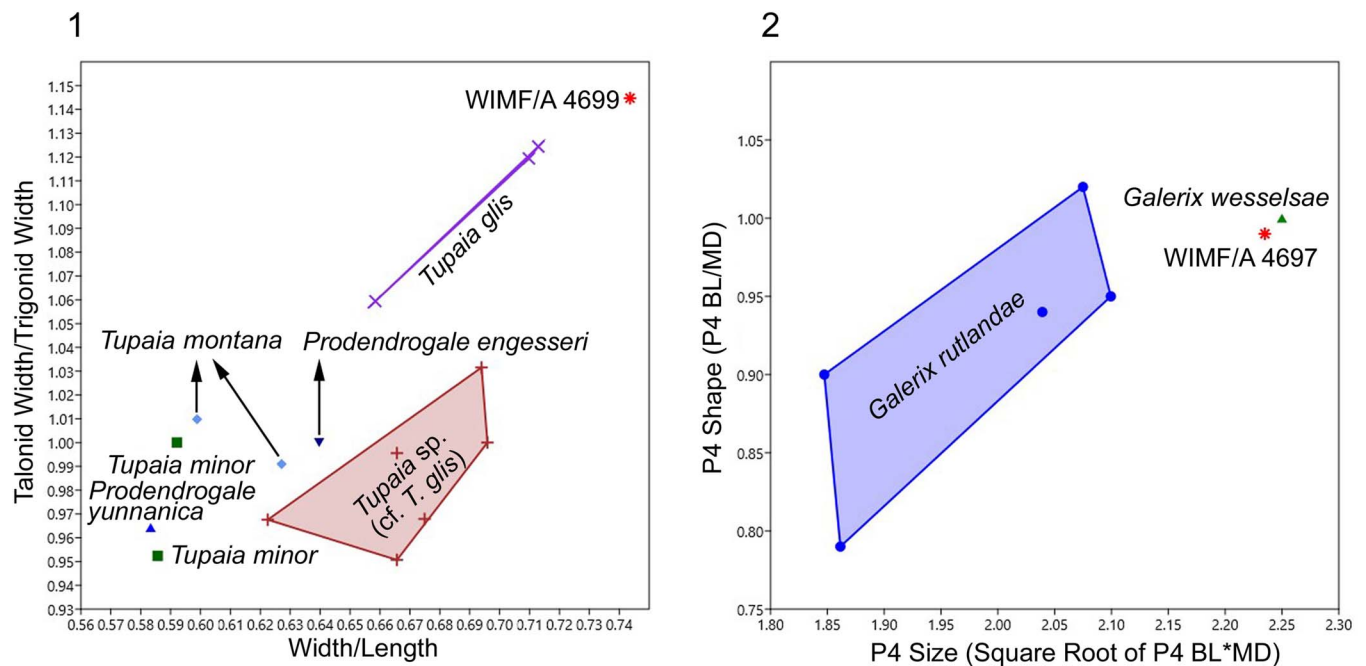 1
2
WIMF/A 4699
Tupaia glis
Tupaia montana
Prodendrogale engesseri
Tupaia minor
Prodendrogale
yunnanica
Tupaia minor
Tupaia sp.
(cf. T. glis)
Talonid Width/Trigonid Width
1.15
1.14
1.13
1.12
1.11
1.10
1.09
1.08
1.07
1.06
1.05
1.04
1.03
1.02
1.01
1.00
0.99
0.98
0.97
0.96
0.95
0.94
0.93
0.56 0.57 0.58 0.59 0.60 0.61 0.62 0.63 0.64 0.65 0.66 0.67 0.68 0.69 0.70 0.71 0.72 0.73 0.74
Width/Length
Galerix wesselsae
WIMF/A 4697
Galerix rutlandae
P4 Shape (P4 BL/MD)
1.05
1.00
0.95
0.90
0.85
0.80
0.75
1.80 1.85 1.90 1.95 2.00 2.05 2.10 2.15 2.20 2.25 2.30
P4 Size (Square Root of P4 BL*MD)